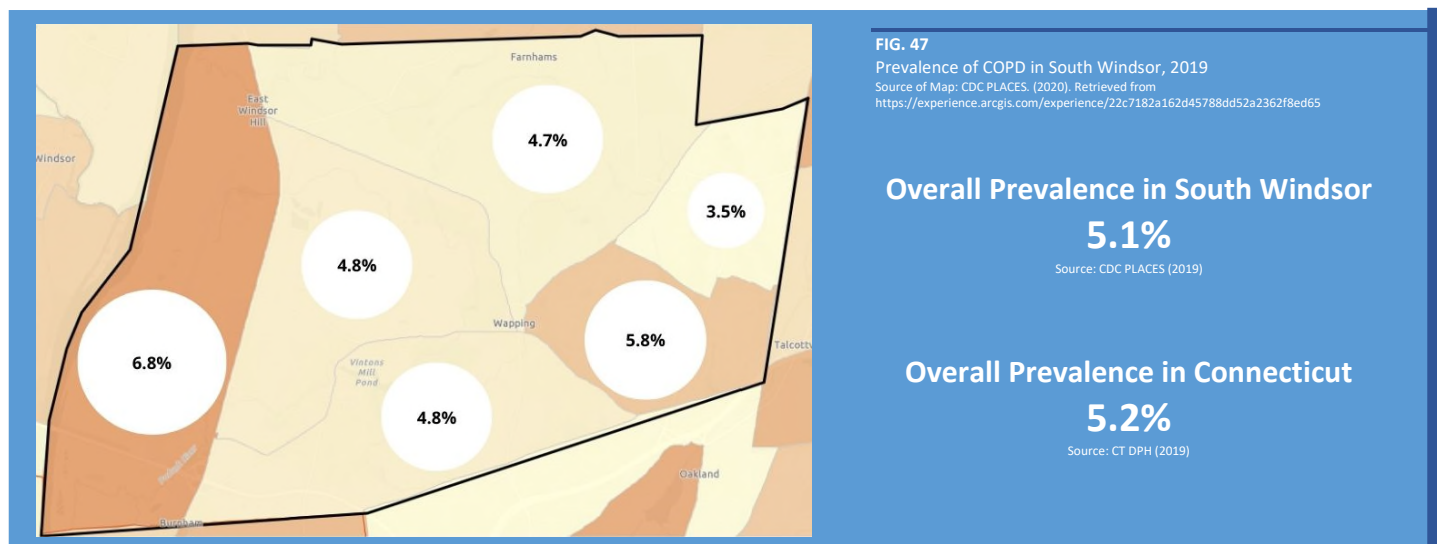 Farnhams
East
Windsor
Hill
Windsor
4.7%
3.5%
4.8%
Wapping
5.8%
Talcottv
6.8%
Vintons
Mill
Pond
4.8%
Podunk River
Oakland
Burnham
FIG. 47
Prevalence of COPD in South Windsor, 2019
Source of Map: CDC PLACES. (2020). Retrieved from
https://experience.arcgis.com/experience/22c7182a162d45788dd52a2362f8ed65
Overall Prevalence in South Windsor
5.1%
Source: CDC PLACES (2019)
Overall Prevalence in Connecticut
5.2%
Source: CT DPH (2019)